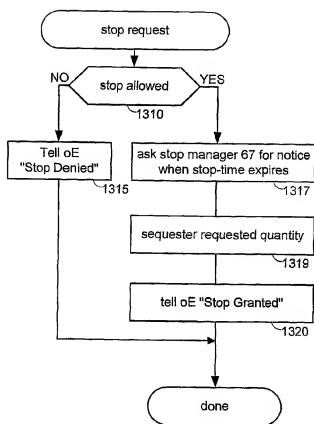 stop request
NO
YES
stop allowed
1310
Tell oE
"Stop Denied"
1315
ask stop manager 67 for notice
when stop-time expires
1317
sequester requested quantity
1319
tell oE "Stop Granted"
1320
done